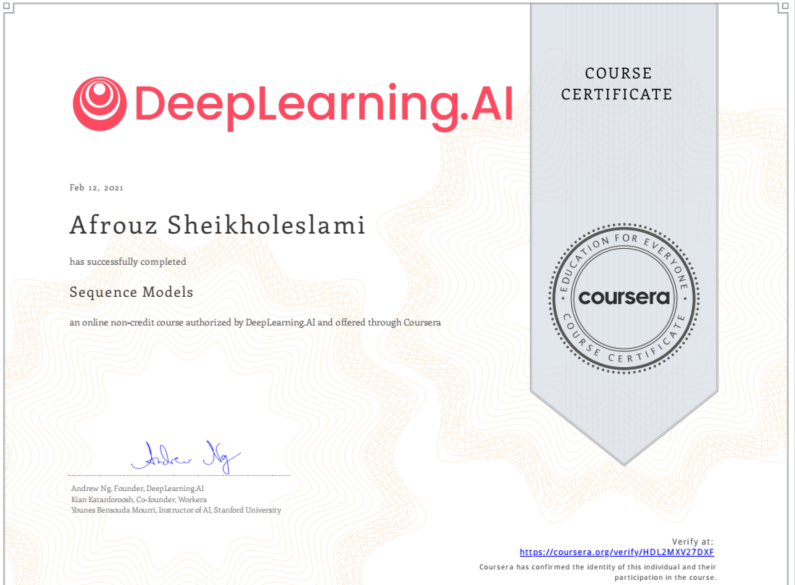 COURSE
CERTIFICATE
DeepLearning.AI
Feb 12, 2021
Afrouz Sheikholeslami
has successfully completed
Sequence Models
an online non-credit course authorized by DeepLearning.AI and offered through Coursera
EDUCATION FOR EVERYONE
coursera
COURSE CERTIFICATE
Andrew Ng
Andrew Ng, Founder, DeepLearning.AI
Kian Katanforoosh, Co-founder, Workera
Younes Bensouda Mourri, Instructor of AI, Stanford University
Verify at:
https://coursera.org/verify/HDL2MXV27DXF
Coursera has confirmed the identity of this individual and their
participation in the course.